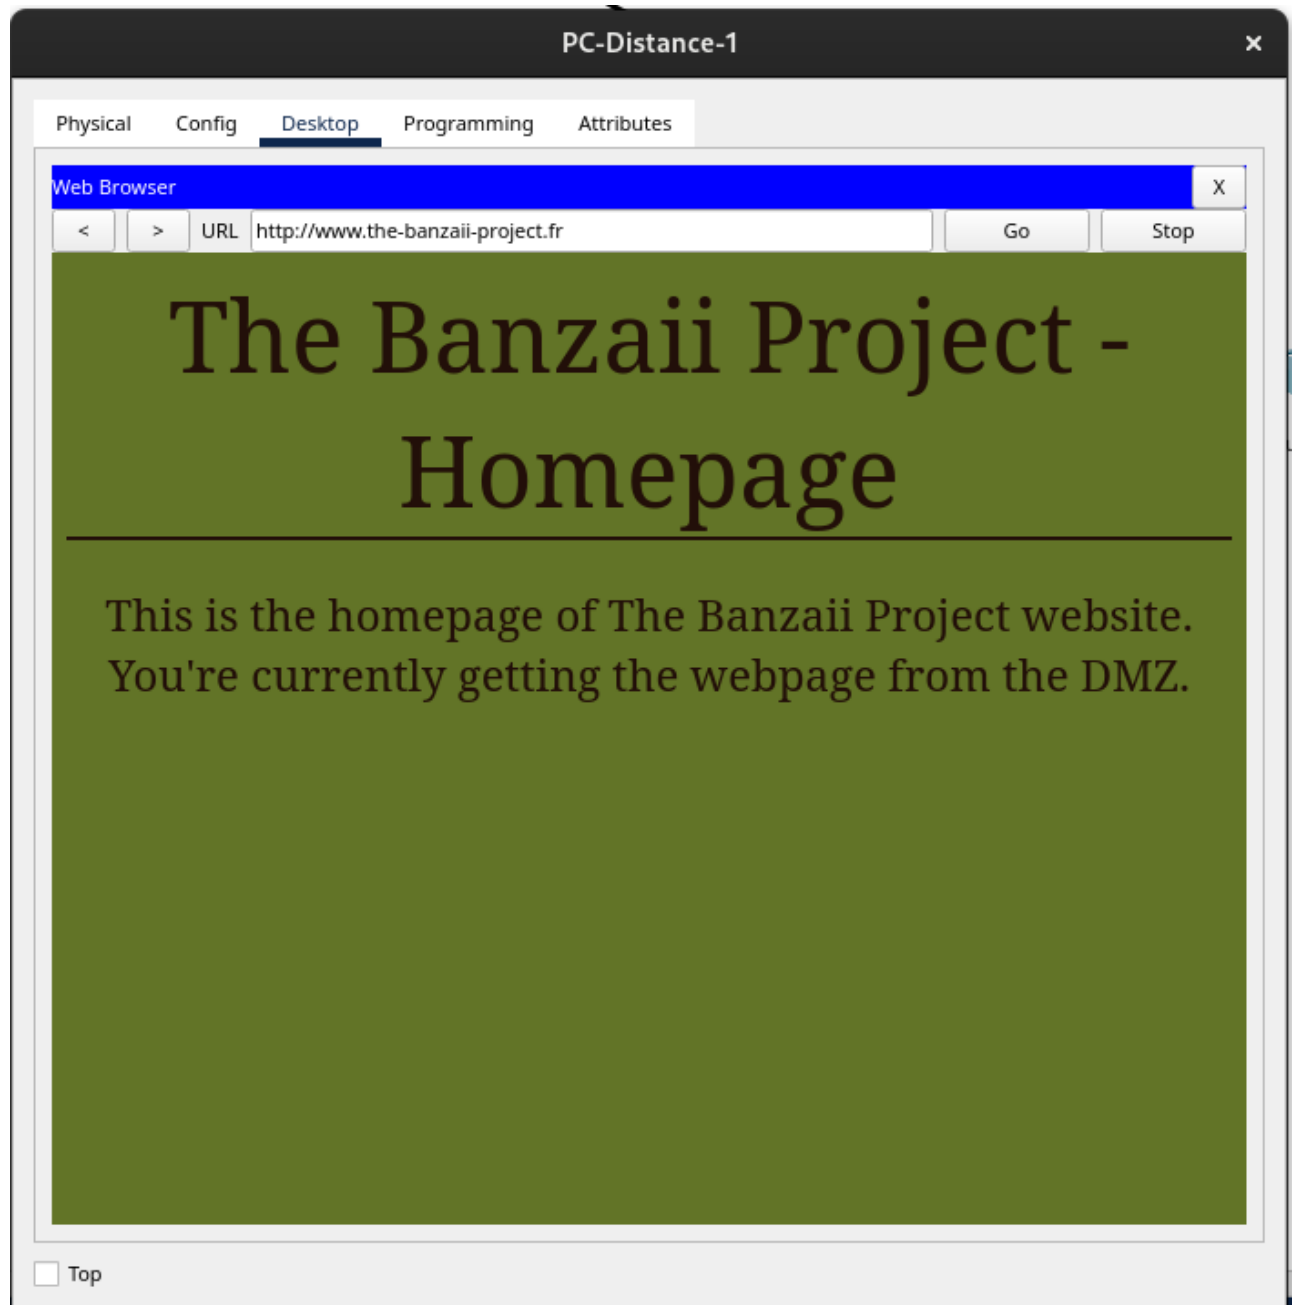 PC-Distance-1
×
Physical Config Desktop Programming Attributes
Web Browser
X
< > URL http://www.the-banzaii-project.fr Go Stop
The Banzaii Project -
Homepage
This is the homepage of The Banzaii Project website.
You're currently getting the webpage from the DMZ.
Top